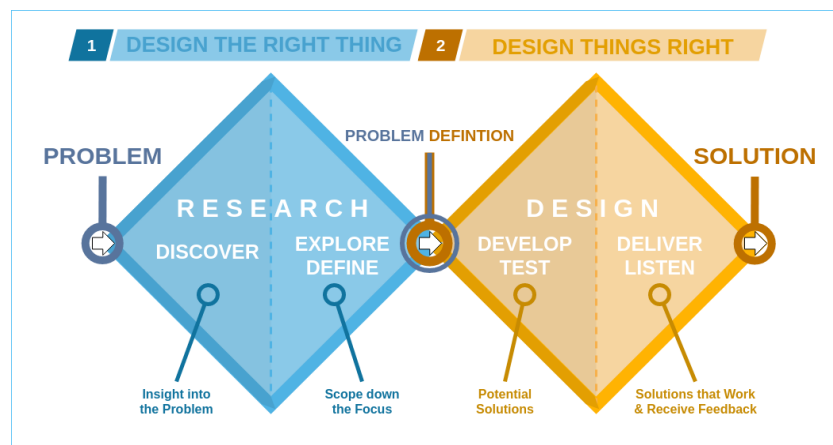 1 DESIGN THE RIGHT THING
2 DESIGN THINGS RIGHT
PROBLEM
PROBLEM DEFINTION
SOLUTION
RESEARCH
DESIGN
DISCOVER
EXPLORE
DEFINE
DEVELOP
TEST
DELIVER
LISTEN
Insight into
the Problem
Scope down
the Focus
Potential
Solutions
Solutions that Work
& Receive Feedback